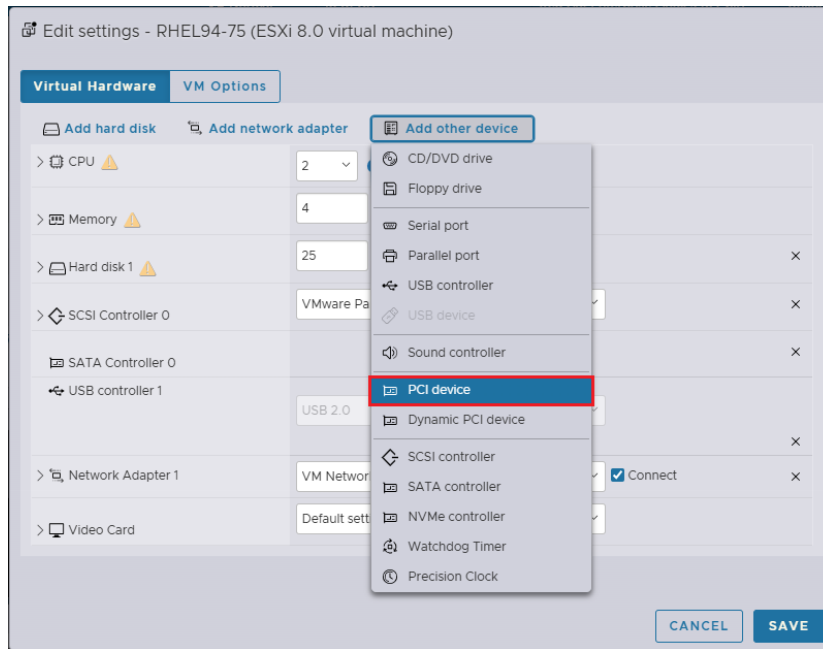 Edit settings - RHEL94-75 (ESXi 8.0 virtual machine)
Virtual Hardware
VM Options
Add hard disk
Add network adapter
Add other device
CPU
2
Memory
4
Hard disk 1
25
SCSI Controller 0
VMware Pa
SATA Controller 0
USB controller 1
USB 2.0
Network Adapter 1
VM Networ
Connect
Video Card
Default sett
CD/DVD drive
Floppy drive
Serial port
Parallel port
USB controller
USB device
Sound controller
PCI device
Dynamic PCI device
SCSI controller
SATA controller
NVMe controller
Watchdog Timer
Precision Clock
CANCEL
SAVE